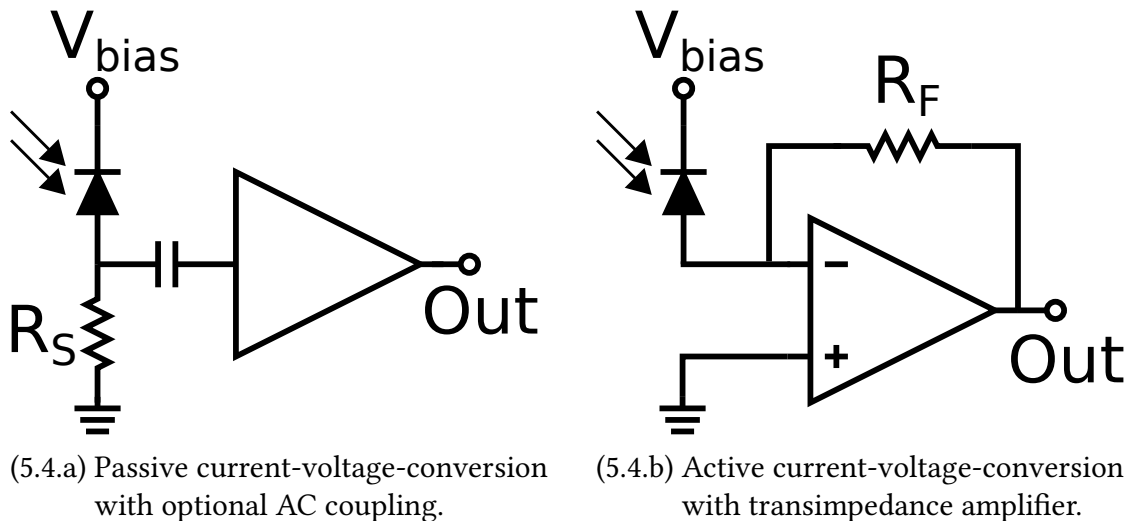 V_bias
R_S
Out
(5.4.a) Passive current-voltage-conversion
with optional AC coupling.
V_bias
R_F
−
+
Out
(5.4.b) Active current-voltage-conversion
with transimpedance amplifier.